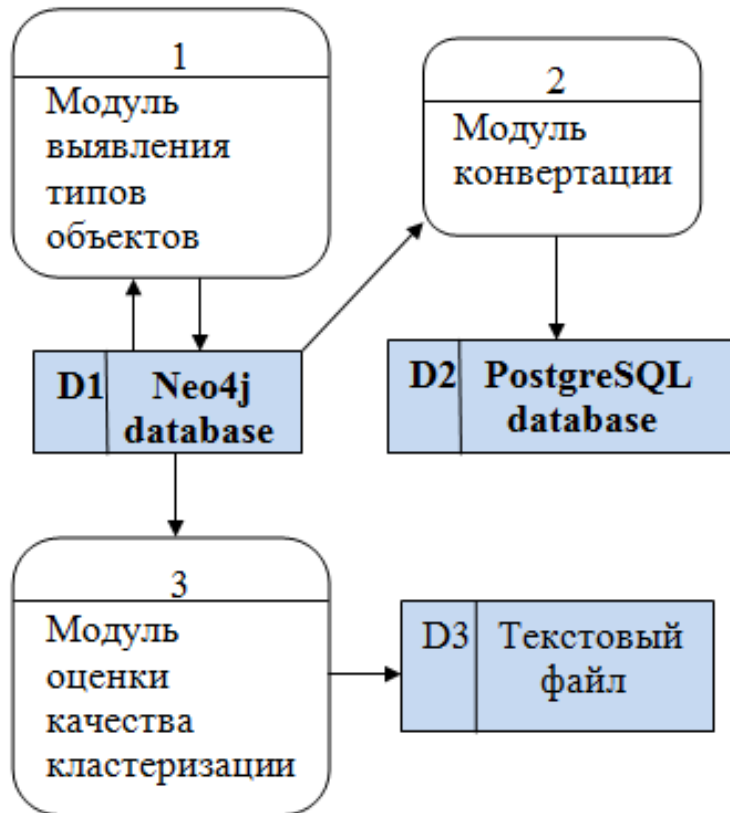 1
Модуль
выявления
типов
объектов
2
Модуль
конвертации
D1
Neo4j
database
D2
PostgreSQL
database
3
Модуль
оценки
качества
кластеризации
D3
Текстовый
файл